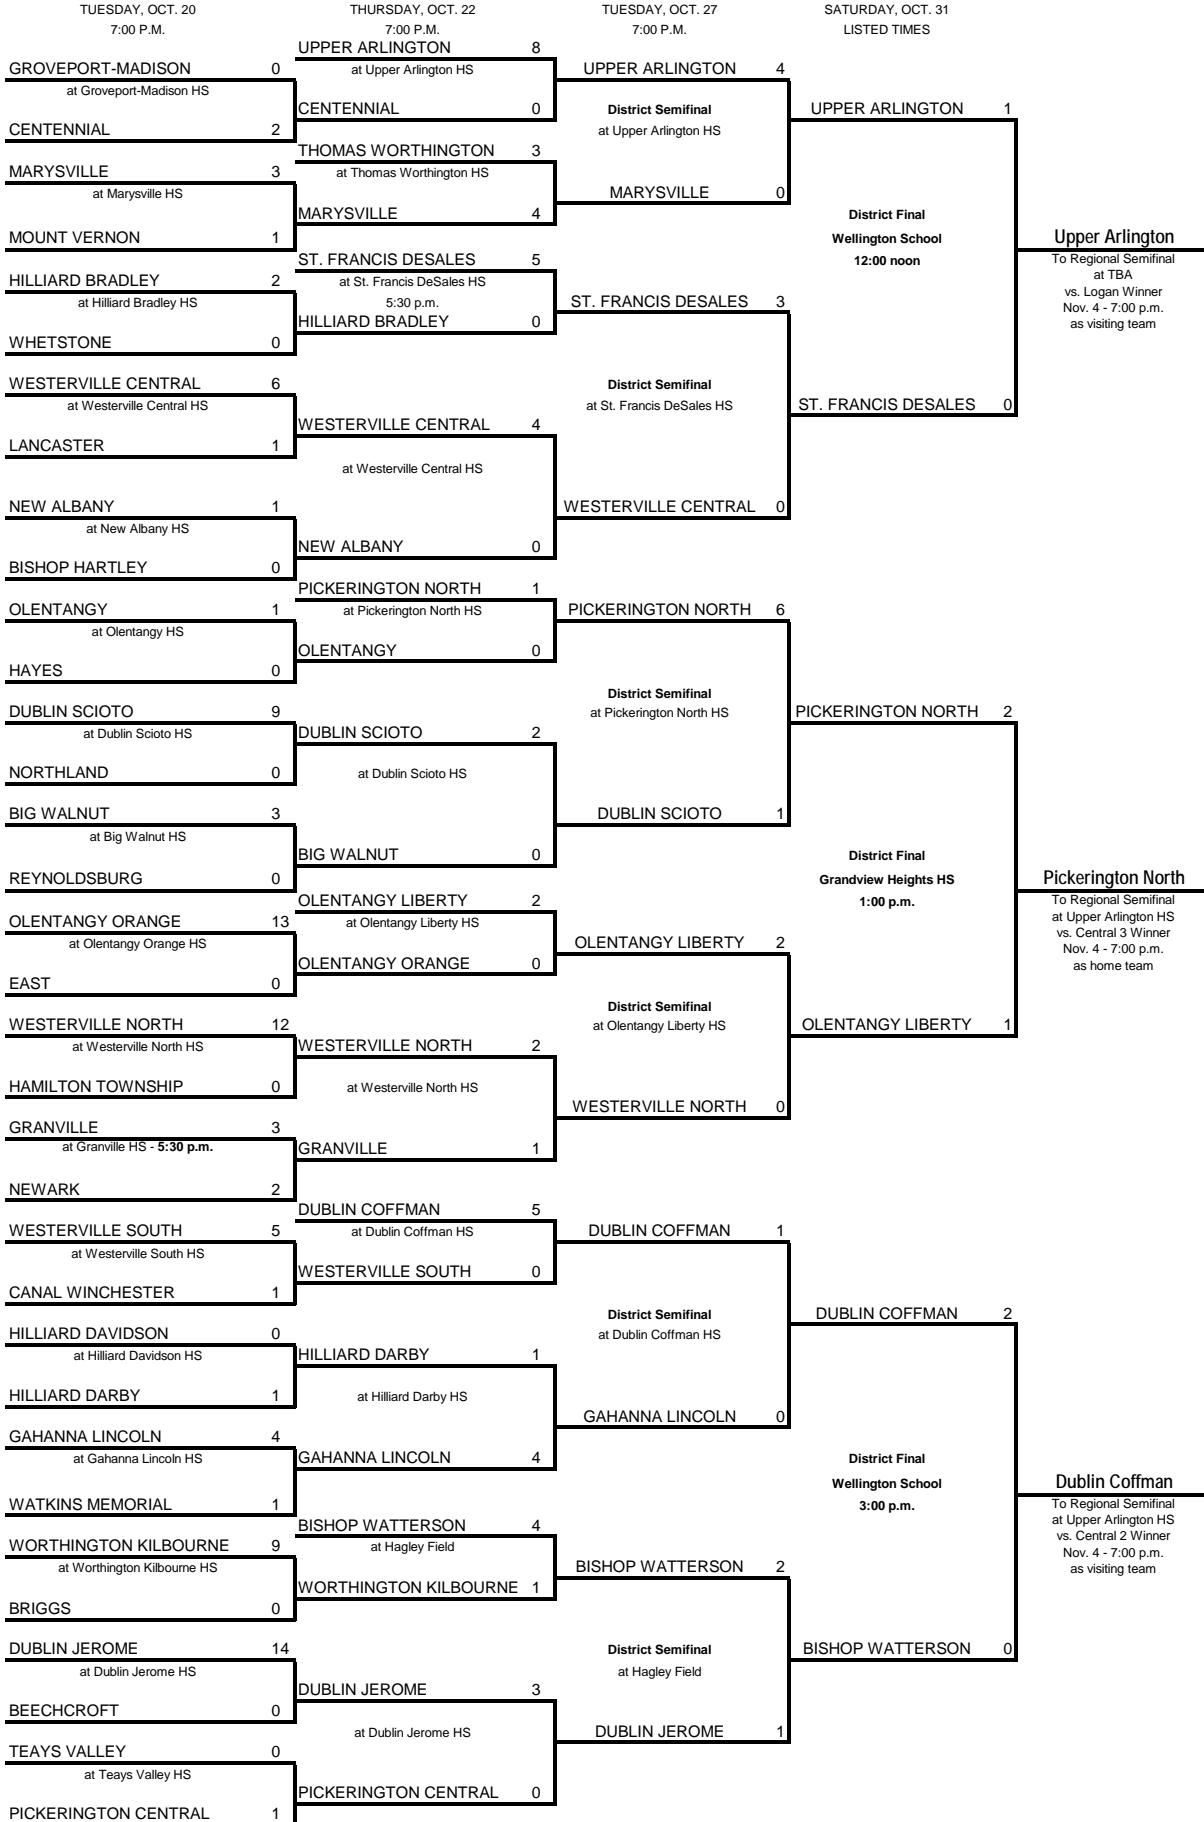 TUESDAY, OCT. 20
7:00 P.M.
THURSDAY, OCT. 22
7:00 P.M.
TUESDAY, OCT. 27
7:00 P.M.
SATURDAY, OCT. 31
LISTED TIMES
GROVEPORT-MADISON 0
at Groveport-Madison HS
CENTENNIAL 2
MARYSVILLE 3
at Marysville HS
MOUNT VERNON 1
HILLIARD BRADLEY 2
at Hilliard Bradley HS
WHETSTONE 0
WESTERVILLE CENTRAL 6
at Westerville Central HS
LANCASTER 1
NEW ALBANY 1
at New Albany HS
BISHOP HARTLEY 0
OLENTANGY 1
at Olentangy HS
HAYES 0
DUBLIN SCIOTO 9
at Dublin Scioto HS
NORTHLAND 0
BIG WALNUT 3
at Big Walnut HS
REYNOLDSBURG 0
OLENTANGY ORANGE 13
at Olentangy Orange HS
EAST 0
WESTERVILLE NORTH 12
at Westerville North HS
HAMILTON TOWNSHIP 0
GRANVILLE 3
at Granville HS - 5:30 p.m.
NEWARK 2
WESTERVILLE SOUTH 5
at Westerville South HS
CANAL WINCHESTER 1
HILLIARD DAVIDSON 0
at Hilliard Davidson HS
HILLIARD DARBY 1
GAHANNA LINCOLN 4
at Gahanna Lincoln HS
WATKINS MEMORIAL 1
WORTHINGTON KILBOURNE 9
at Worthington Kilbourne HS
BRIGGS 0
DUBLIN JEROME 14
at Dublin Jerome HS
BEECHCROFT 0
TEAYS VALLEY 0
at Teays Valley HS
PICKERINGTON CENTRAL 1
UPPER ARLINGTON 8
at Upper Arlington HS
CENTENNIAL 0
THOMAS WORTHINGTON 3
at Thomas Worthington HS
MARYSVILLE 4
ST. FRANCIS DESALES 5
at St. Francis DeSales HS
5:30 p.m.
HILLIARD BRADLEY 0
WESTERVILLE CENTRAL 4
at Westerville Central HS
NEW ALBANY 0
PICKERINGTON NORTH 1
at Pickerington North HS
OLENTANGY 0
DUBLIN SCIOTO 2
at Dublin Scioto HS
BIG WALNUT 0
OLENTANGY LIBERTY 2
at Olentangy Liberty HS
OLENTANGY ORANGE 0
WESTERVILLE NORTH 2
at Westerville North HS
GRANVILLE 1
DUBLIN COFFMAN 5
at Dublin Coffman HS
WESTERVILLE SOUTH 0
HILLIARD DARBY 1
at Hilliard Darby HS
GAHANNA LINCOLN 4
BISHOP WATTERSON 4
at Hagley Field
WORTHINGTON KILBOURNE 1
DUBLIN JEROME 3
at Dublin Jerome HS
PICKERINGTON CENTRAL 0
UPPER ARLINGTON 4
District Semifinal
at Upper Arlington HS
MARYSVILLE 0
ST. FRANCIS DESALES 3
District Semifinal
at St. Francis DeSales HS
WESTERVILLE CENTRAL 0
PICKERINGTON NORTH 6
District Semifinal
at Pickerington North HS
DUBLIN SCIOTO 1
OLENTANGY LIBERTY 2
District Semifinal
at Olentangy Liberty HS
WESTERVILLE NORTH 0
DUBLIN COFFMAN 1
District Semifinal
at Dublin Coffman HS
GAHANNA LINCOLN 0
BISHOP WATTERSON 2
District Semifinal
at Hagley Field
DUBLIN JEROME 1
UPPER ARLINGTON 1
District Final
Wellington School
12:00 noon
ST. FRANCIS DESALES 0
PICKERINGTON NORTH 2
District Final
Grandview Heights HS
1:00 p.m.
OLENTANGY LIBERTY 1
DUBLIN COFFMAN 2
District Final
Wellington School
3:00 p.m.
BISHOP WATTERSON 0
Upper Arlington
To Regional Semifinal
at TBA
vs. Logan Winner
Nov. 4 - 7:00 p.m.
as visiting team
Pickerington North
To Regional Semifinal
at Upper Arlington HS
vs. Central 3 Winner
Nov. 4 - 7:00 p.m.
as home team
Dublin Coffman
To Regional Semifinal
at Upper Arlington HS
vs. Central 2 Winner
Nov. 4 - 7:00 p.m.
as visiting team